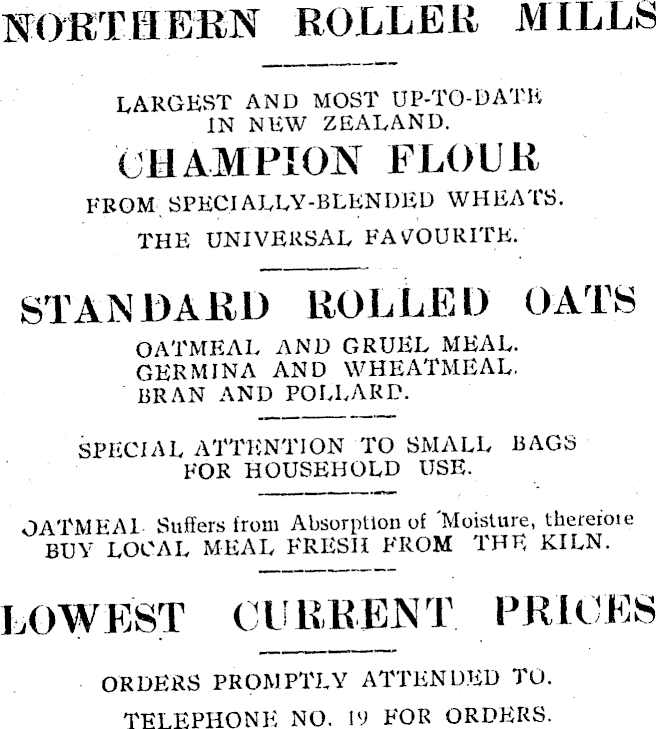 NORTHERN ROLLER MILLS
LARGEST AND MOST UP-TO-DATE
IN NEW ZEALAND.
CHAMPION FLOUR
FROM SPECIALLY-BLENDED WHEATS.
THE UNIVERSAL FAVOURITE.
STANDARD ROLLED OATS
OATMEAL AND GRUEL MEAL.
GERMINA AND WHEATMEAL.
BRAN AND POLLARD.
SPECIAL ATTENTION TO SMALL BAGS
FOR HOUSEHOLD USE.
OATMEAL Suffers from Absorption of Moisture, therefore
BUY LOCAL MEAL FRESH FROM THE KILN.
LOWEST CURRENT PRICES
ORDERS PROMPTLY ATTENDED TO.
TELEPHONE NO. 19 FOR ORDERS.